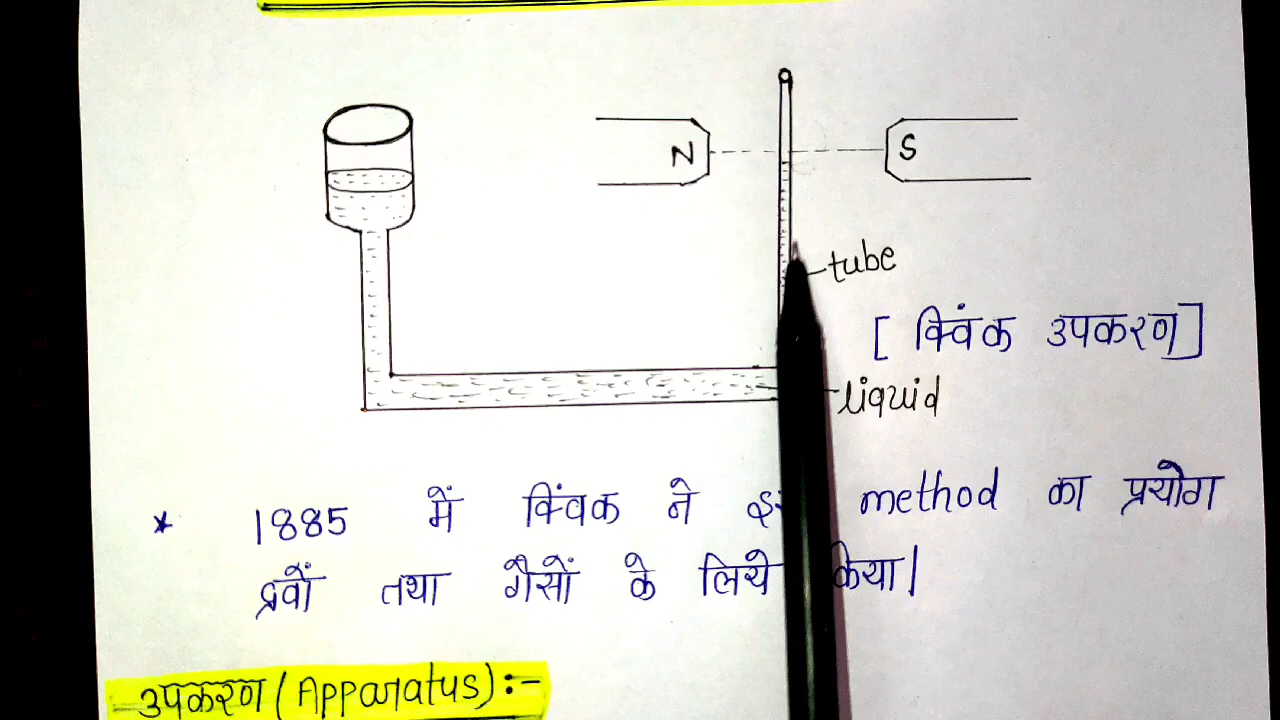 N
S
tube
[ क्विंक उपकरण ]
liquid
* 1885 में क्विंक ने method का प्रयोग
द्रवों तथा गैसों के लिये किया|
उपकरण (Apparatus) :-